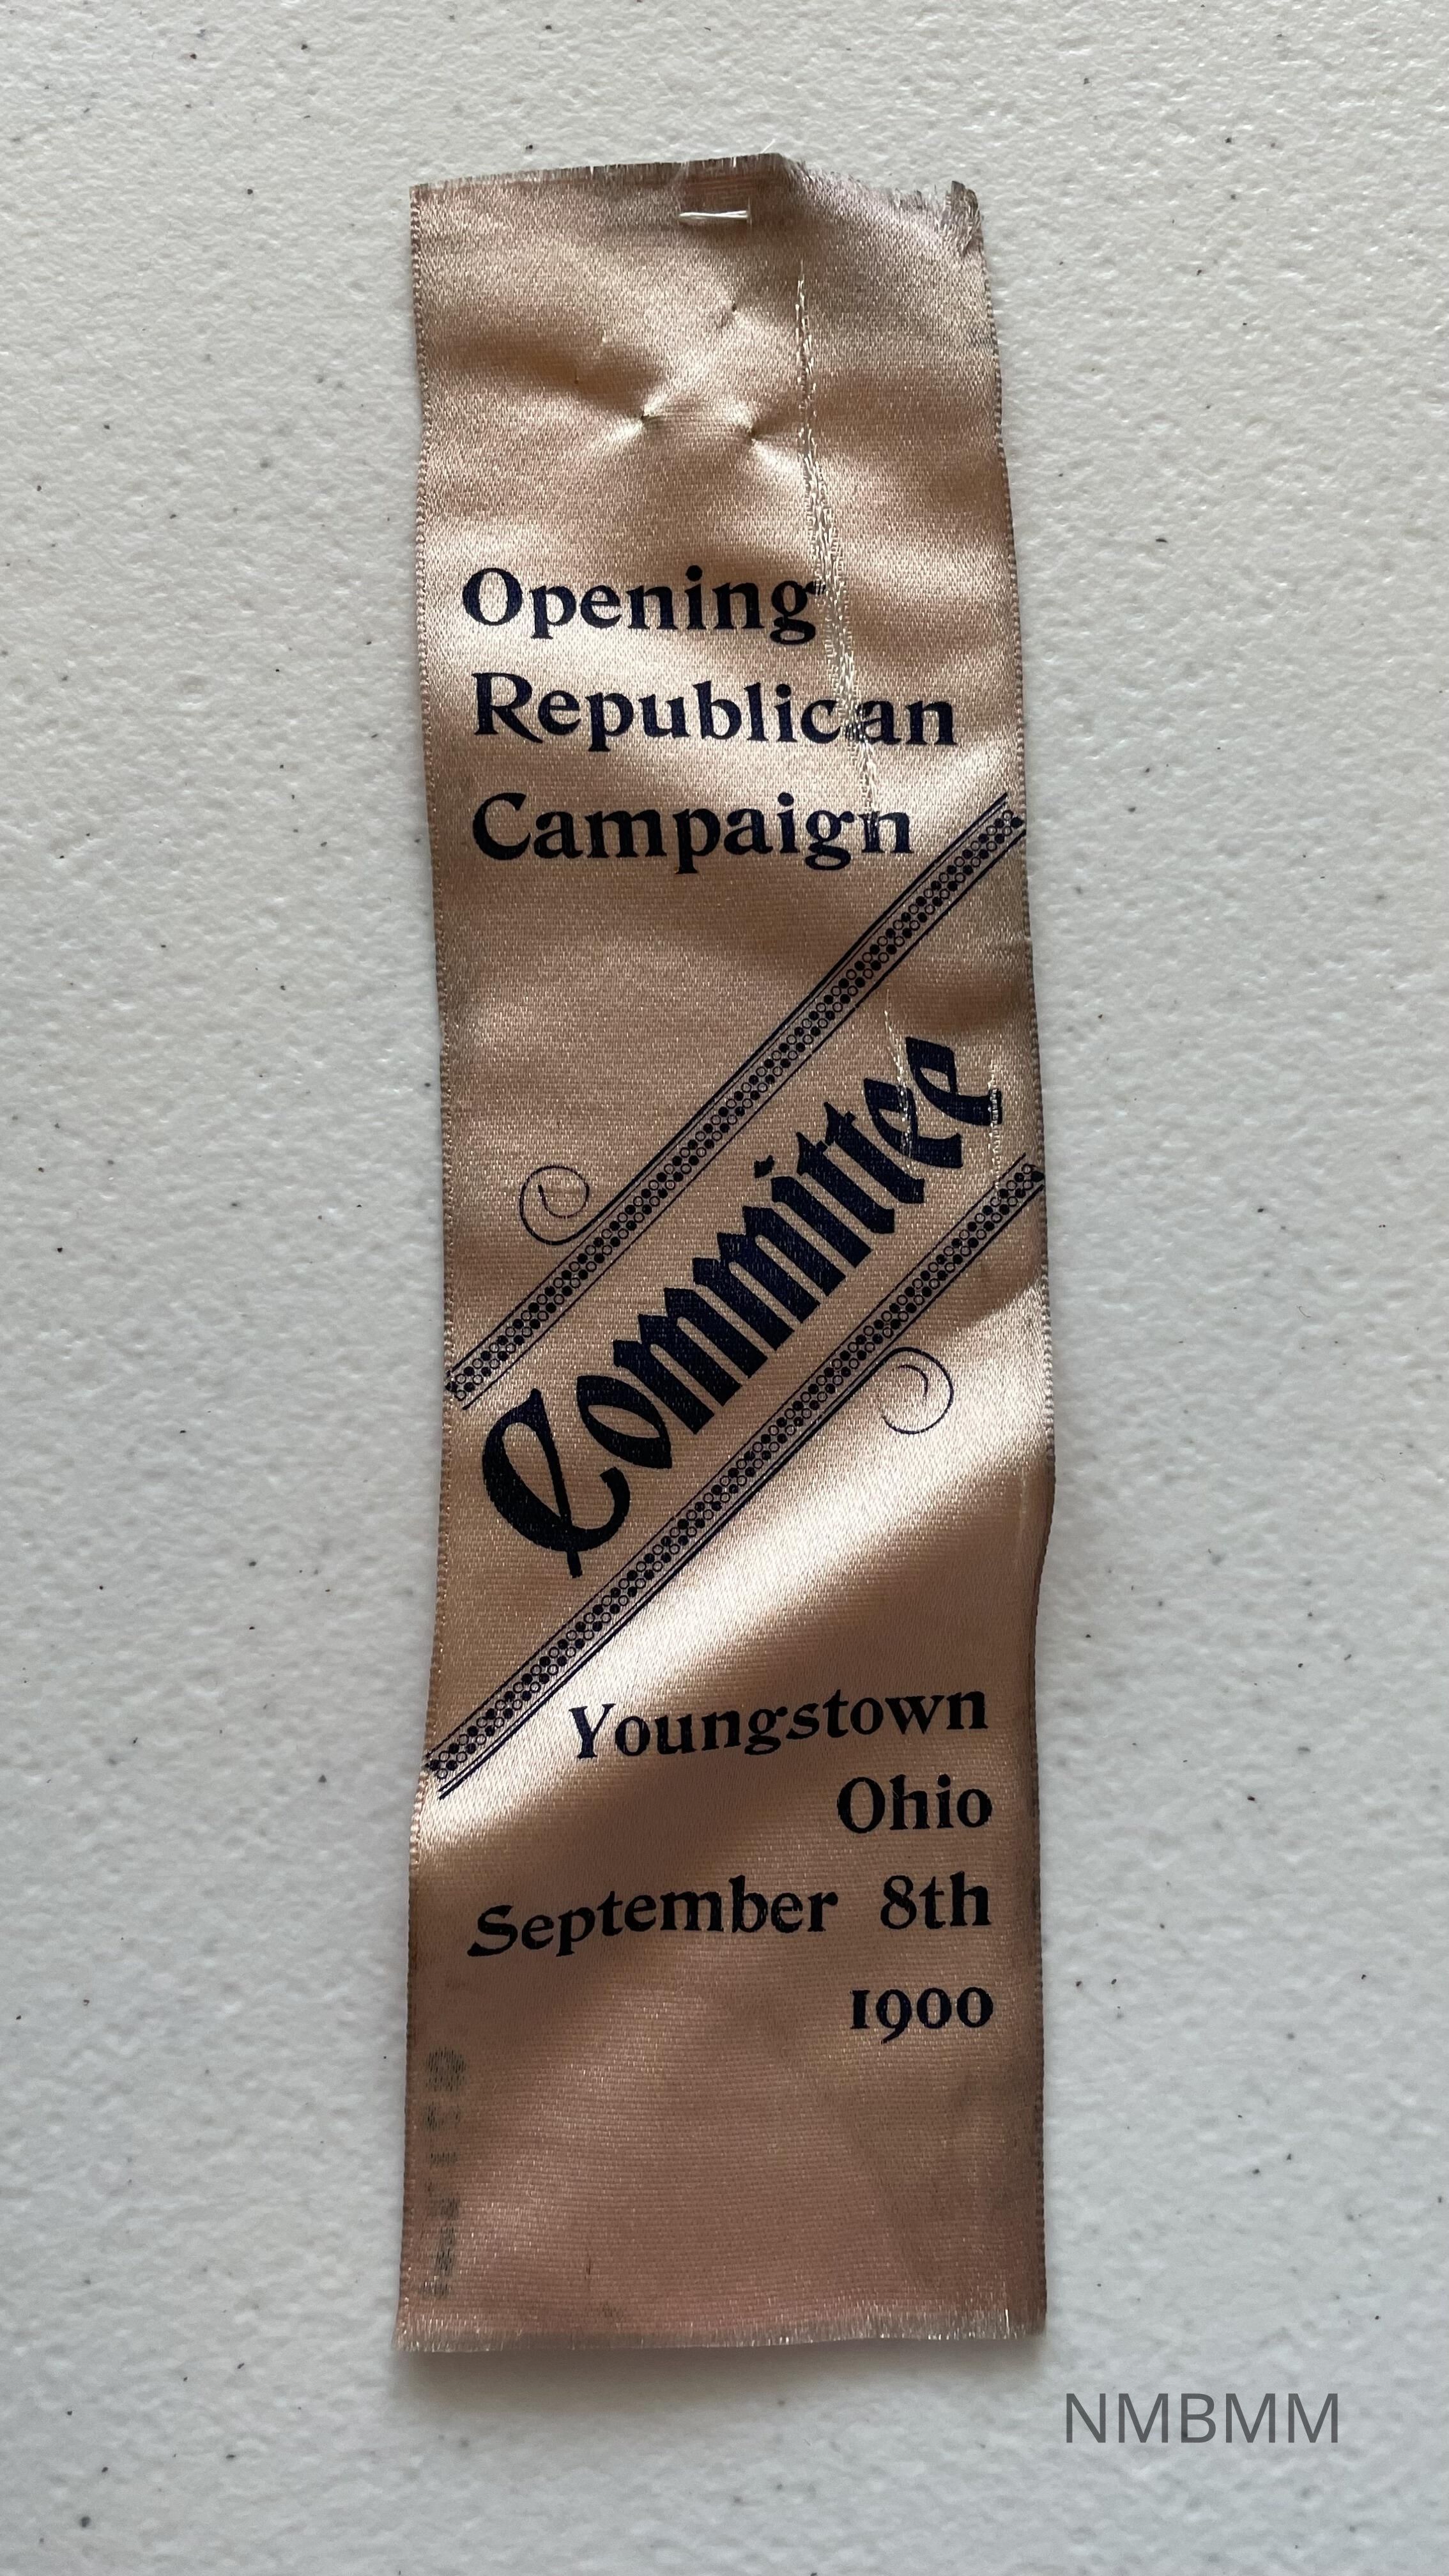 Opening
Republican
Campaign
Committee
Youngstown
Ohio
September 8th
1900
NMBMM